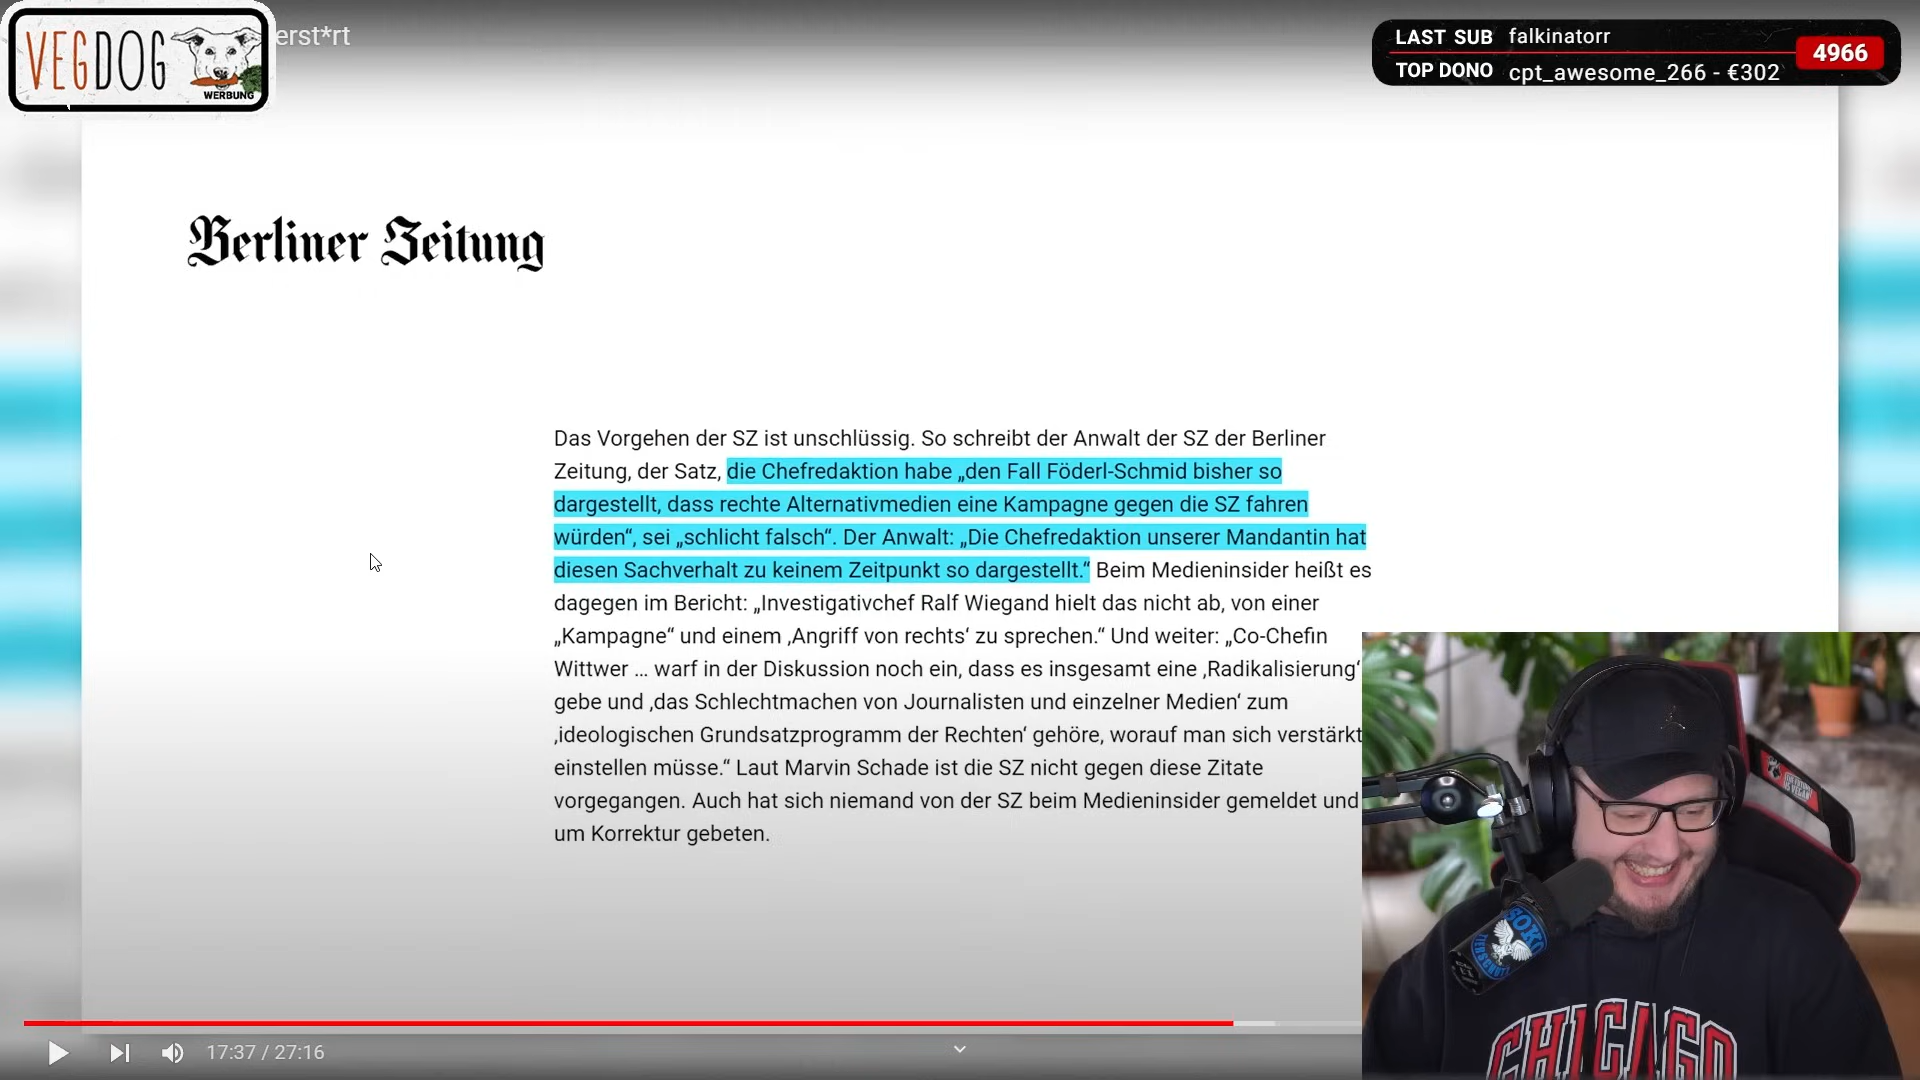 VEGDOG
WERBUNG
erst*rt
LAST SUB falkinatorr
TOP DONO cpt_awesome_266 - €302
4966
Berliner Zeitung
Das Vorgehen der SZ ist unschlüssig. So schreibt der Anwalt der SZ der Berliner
Zeitung, der Satz, die Chefredaktion habe „den Fall Föderl-Schmid bisher so
dargestellt, dass rechte Alternativmedien eine Kampagne gegen die SZ fahren
würden“, sei „schlicht falsch“. Der Anwalt: „Die Chefredaktion unserer Mandantin hat
diesen Sachverhalt zu keinem Zeitpunkt so dargestellt.“ Beim Medieninsider heißt es
dagegen im Bericht: „Investigativchef Ralf Wiegand hielt das nicht ab, von einer
„Kampagne“ und einem ‚Angriff von rechts‘ zu sprechen.“ Und weiter: „Co-Chefin
Wittwer … warf in der Diskussion noch ein, dass es insgesamt eine ‚Radikalisierung‘
gebe und ‚das Schlechtmachen von Journalisten und einzelner Medien‘ zum
‚ideologischen Grundsatzprogramm der Rechten‘ gehöre, worauf man sich verstärkt
einstellen müsse.“ Laut Marvin Schade ist die SZ nicht gegen diese Zitate
vorgegangen. Auch hat sich niemand von der SZ beim Medieninsider gemeldet und
um Korrektur gebeten.
SOKO
TIERSCHUTZ
CHICAGO
17:37 / 27:16